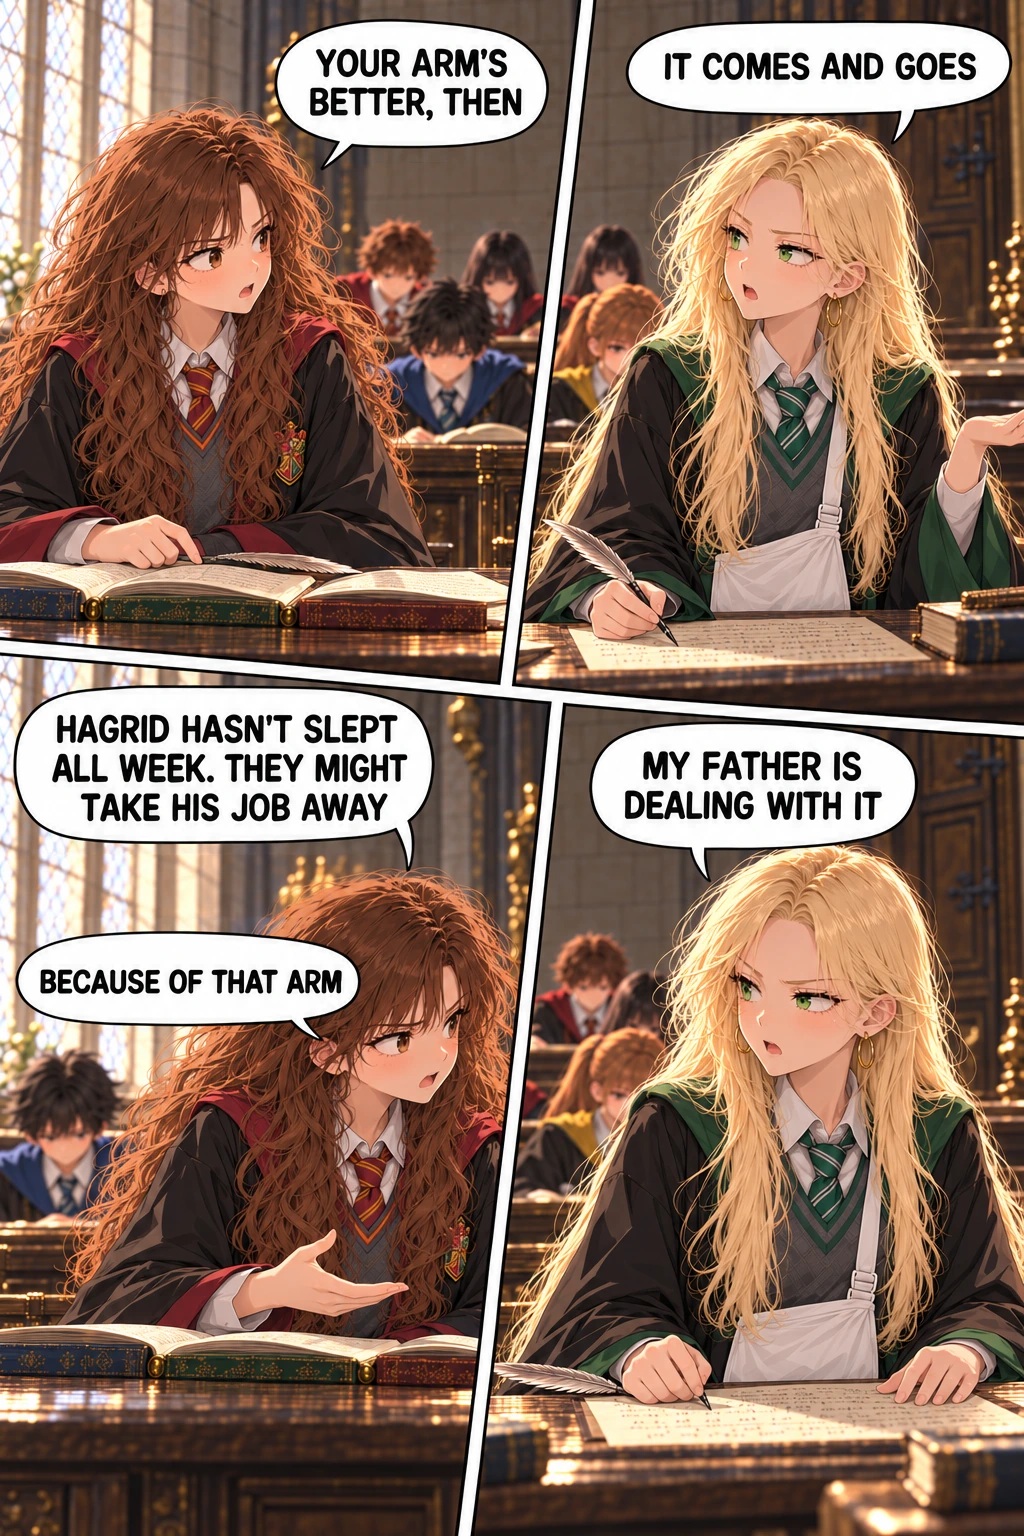 YOUR ARM'S
BETTER, THEN
IT COMES AND GOES
HAGRID HASN'T SLEPT
ALL WEEK. THEY MIGHT
TAKE HIS JOB AWAY
BECAUSE OF THAT ARM
MY FATHER IS
DEALING WITH IT